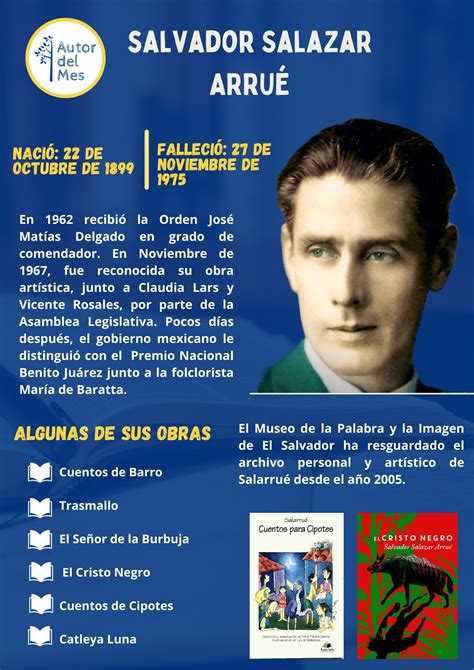 Autor
del
Mes
SALVADOR SALAZAR
ARRUÉ
NACIÓ: 22 DE
OCTUBRE DE 1899
FALLECIÓ: 27 DE
NOVIEMBRE DE
1975
En 1962 recibió la Orden José
Matías Delgado en grado de
comendador. En Noviembre de
1967, fue reconocida su obra
artística, junto a Claudia Lars y
Vicente Rosales, por parte de la
Asamblea Legislativa. Pocos días
después, el gobierno mexicano le
distinguió con el Premio Nacional
Benito Juárez junto a la folclorista
María de Baratta.
ALGUNAS DE SUS OBRAS
Cuentos de Barro
Trasmallo
El Señor de la Burbuja
El Cristo Negro
Cuentos de Cipotes
Catleya Luna
El Museo de la Palabra y la Imagen
de El Salvador ha resguardado el
archivo personal y artístico de
Salarrué desde el año 2005.
Salarrué
Cuentos para Cipotes
EL CRISTO NEGRO
Salvador Salazar Arrué